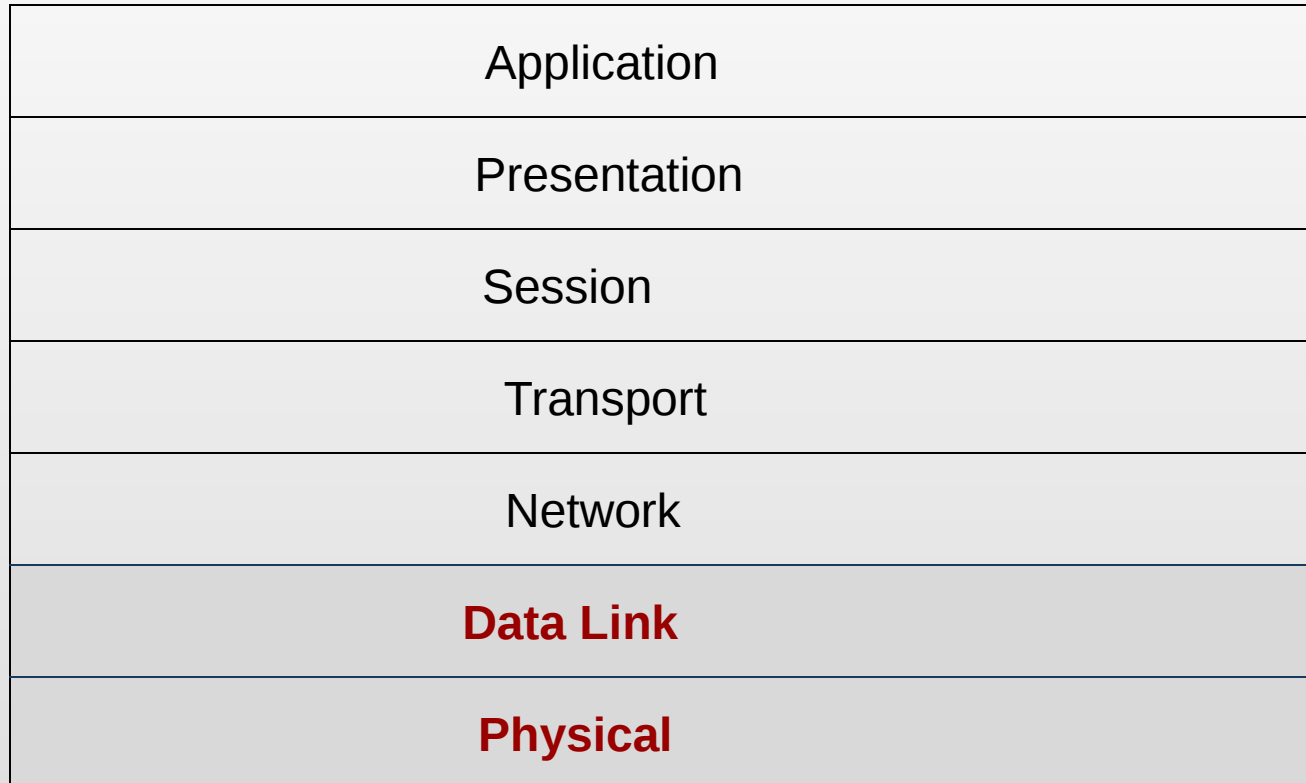 Application
Presentation
Session
Transport
Network
Data Link
Physical